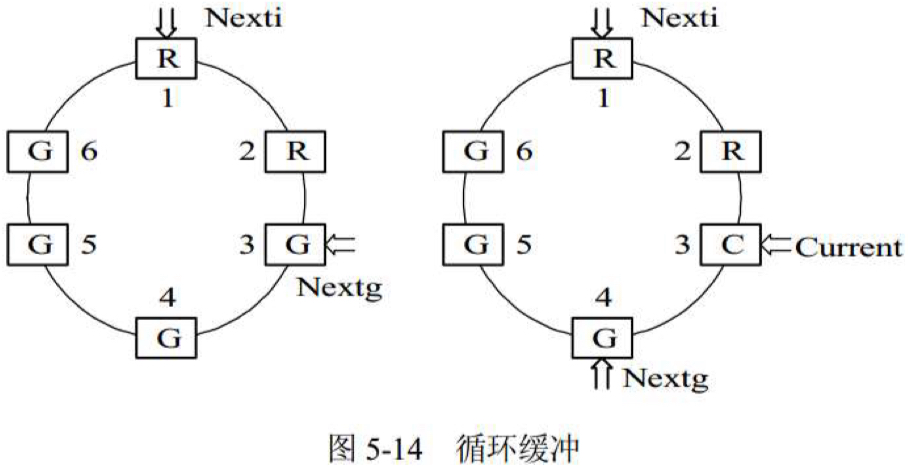 Nexti
R
1
G 6
2 R
G 5
3 G
Nextg
4
G
Nexti
R
1
G 6
2 R
G 5
3 C Current
4
G
Nextg
图 5-14 循环缓冲